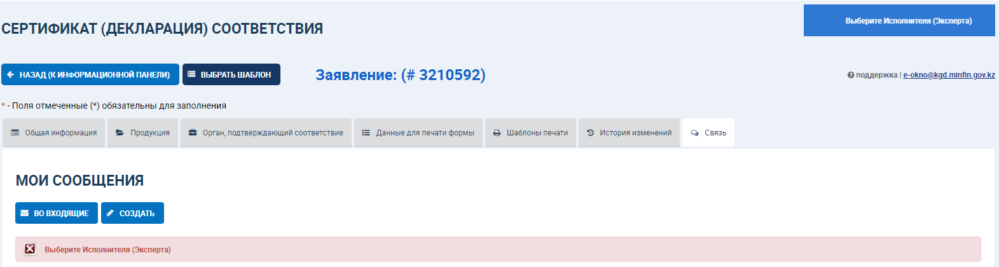 Выберите Исполнителя (Эксперта)
СЕРТИФИКАТ (ДЕКЛАРАЦИЯ) СООТВЕТСТВИЯ
НАЗАД (К ИНФОРМАЦИОННОЙ ПАНЕЛИ)
ВЫБРАТЬ ШАБЛОН
Заявление: (# 3210592)
поддержка | e-okno@kgd.minfin.gov.kz
* - Поля отмеченные (*) обязательны для заполнения
Общая информация
Продукция
Орган, подтверждающий соответствие
Данные для печати формы
Шаблоны печати
История изменений
Связь
МОИ СООБЩЕНИЯ
ВО ВХОДЯЩИЕ
СОЗДАТЬ
Выберите Исполнителя (Эксперта)